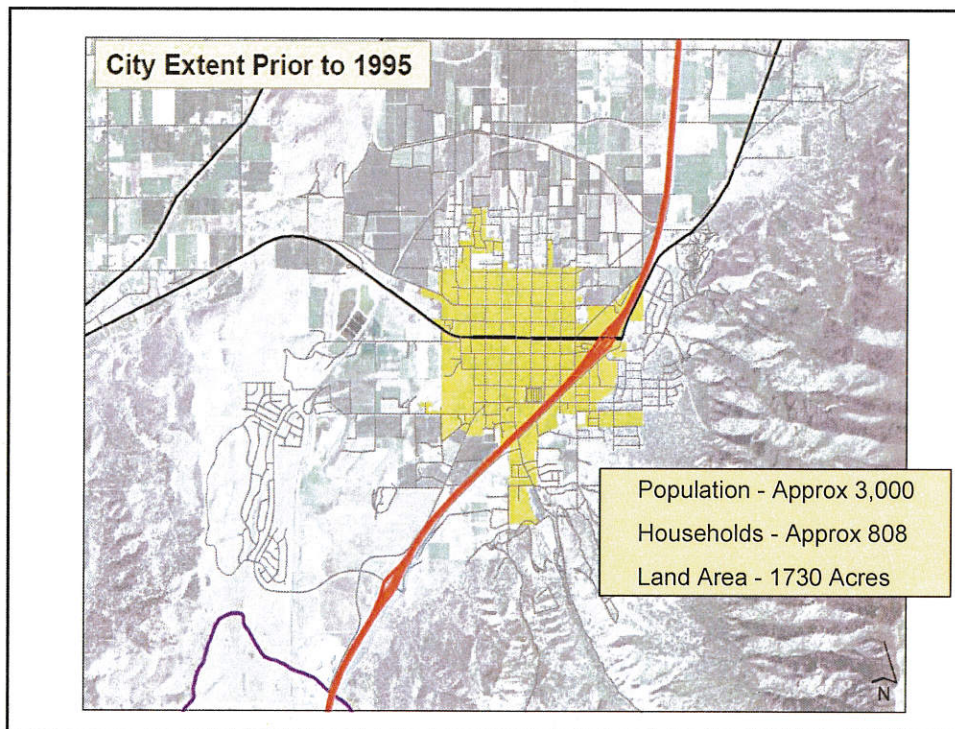 City Extent Prior to 1995
Population - Approx 3,000
Households - Approx 808
Land Area - 1730 Acres
N